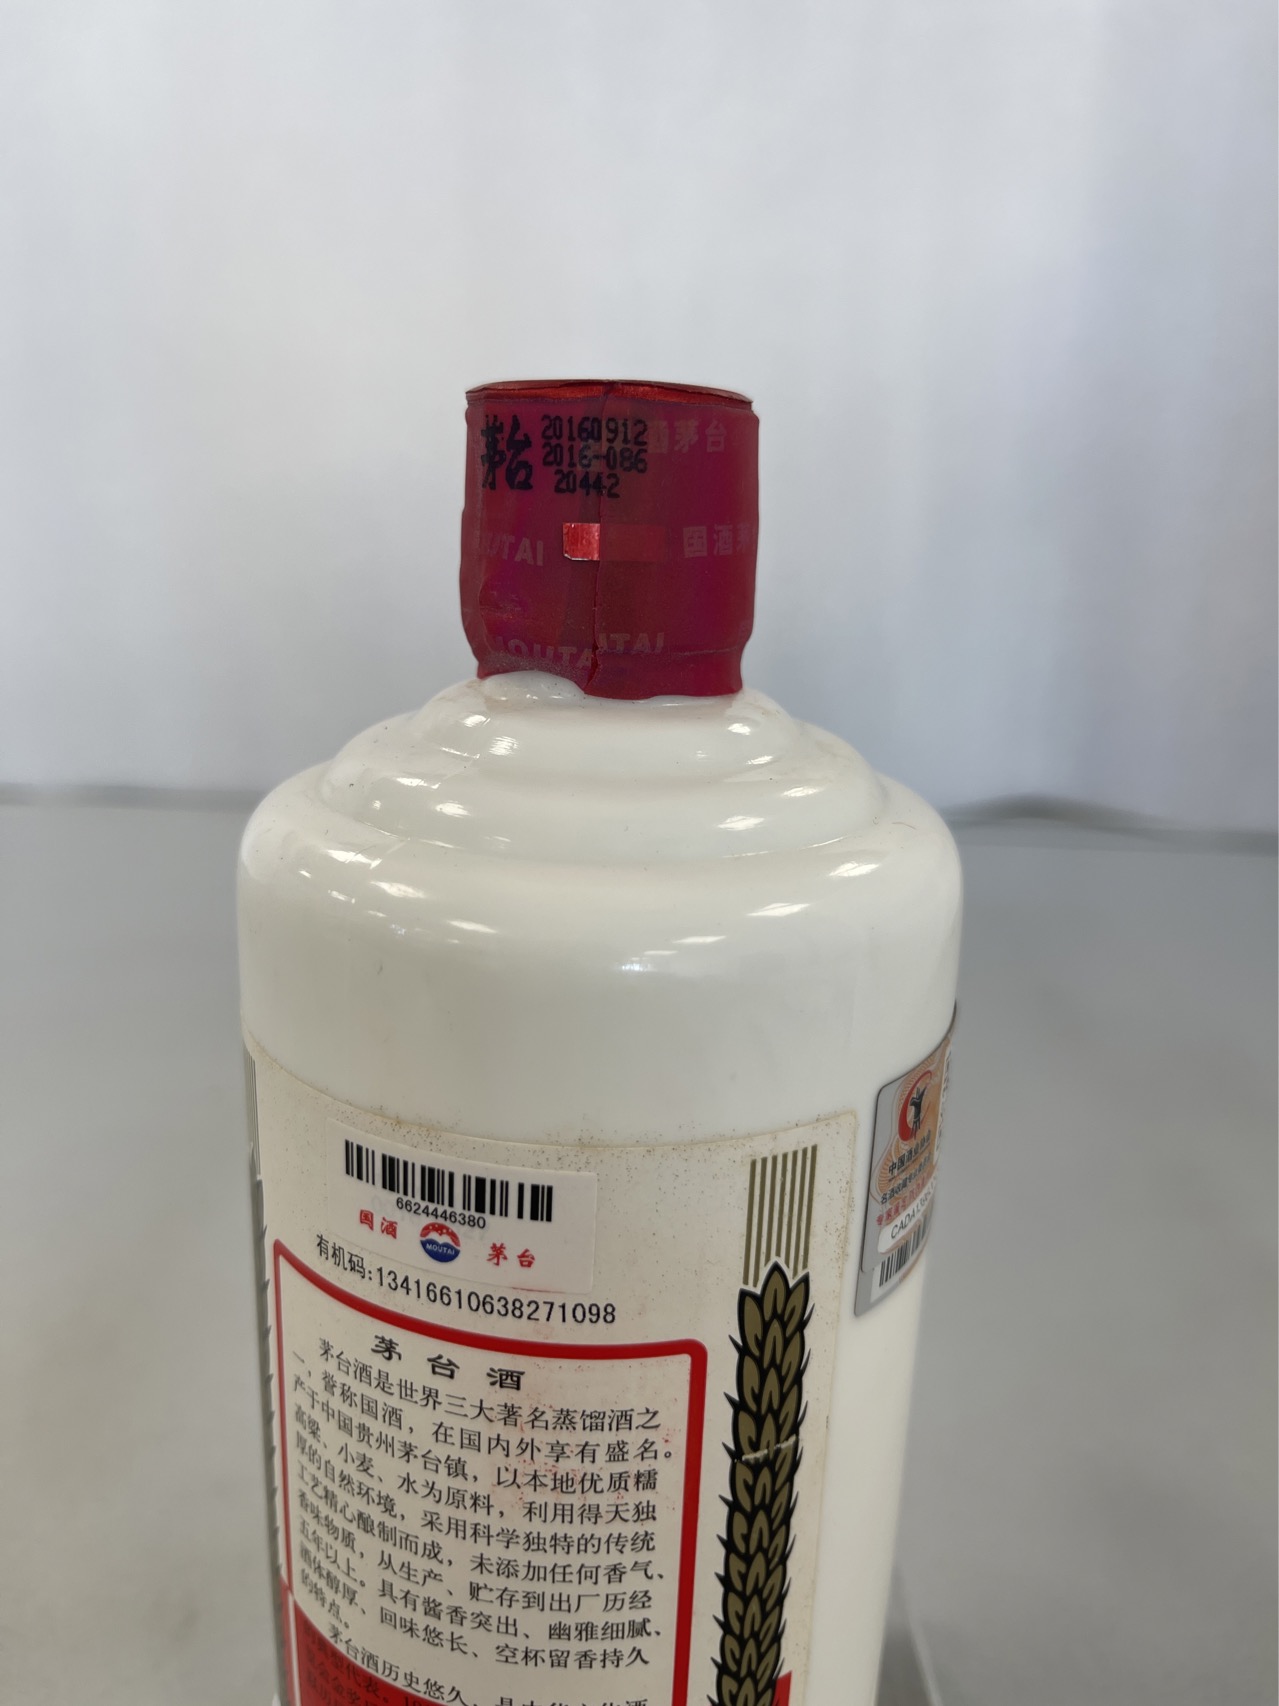 茅台
20160912
2016-086
20442
酒茅台
国酒茅
MOUTAI
6624446380
国酒
MOUTAI
茅台
有机码:13416610638271098
茅台酒
茅台酒是世界三大著名蒸馏酒之
一，誉称国酒，在国内外享有盛名。
产于中国贵州茅台镇，以本地优质糯
高粱、小麦、水为原料，利用得天独
厚的自然环境，采用科学独特的传统
工艺精心酿制而成，未添加任何香气、
香味物质，从生产、贮存到出厂历经
五年以上。具有酱香突出、幽雅细腻、
酒体醇厚、回味悠长、空杯留香持久
的特点。
茅台酒历史悠久，
中国酒业协会